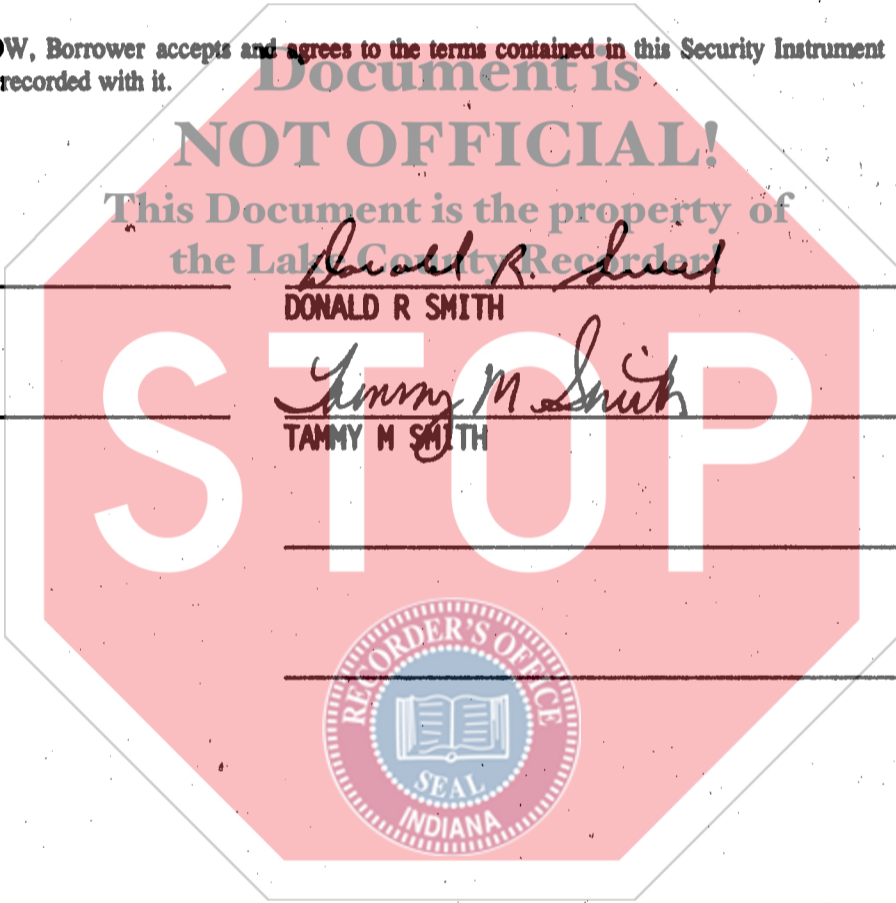 OW, Borrower accepts and agrees to the terms contained in this Security Instrument
recorded with it.
Document is
NOT OFFICIAL!
This Document is the property of
the Lake County Recorder!
Donald R. Smith
DONALD R SMITH
Tammy M Smith
TAMMY M SMITH
STOP
RECORDER'S OFFICE
SEAL
INDIANA